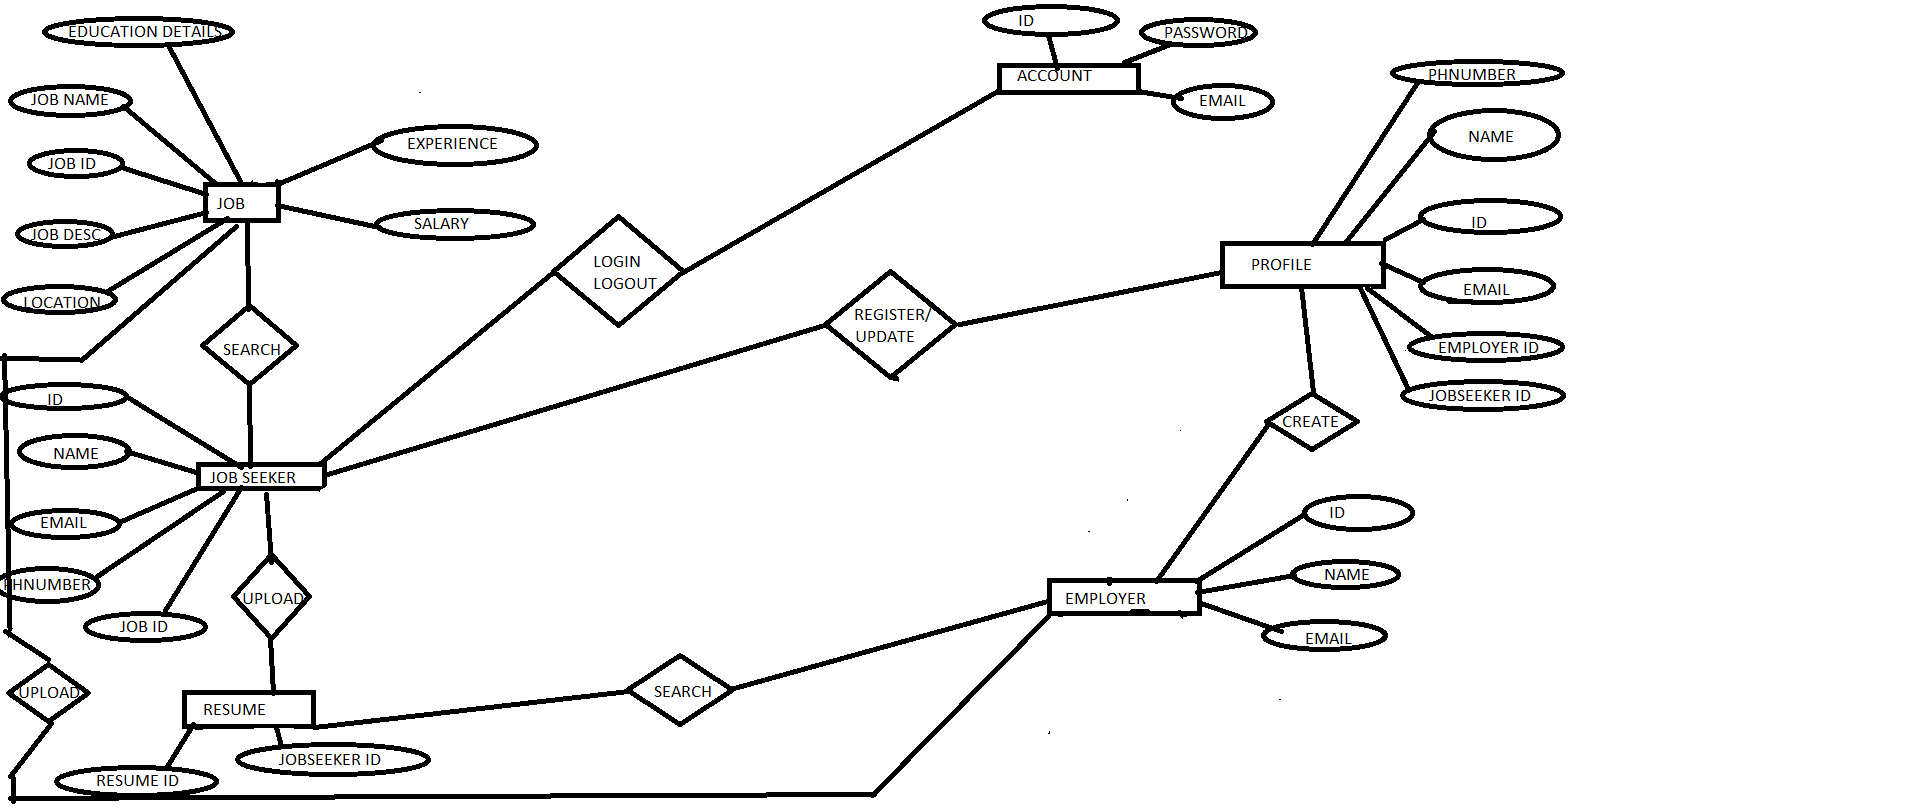 EDUCATION DETAILS
JOB NAME
JOB ID
JOB DESC
LOCATION
JOB
EXPERIENCE
SALARY
SEARCH
ID
PASSWORD
ACCOUNT
EMAIL
LOGIN
LOGOUT
REGISTER/
UPDATE
PHNUMBER
NAME
ID
PROFILE
EMAIL
EMPLOYER ID
JOBSEEKER ID
CREATE
ID
NAME
JOB SEEKER
EMAIL
PHNUMBER
JOB ID
UPLOAD
ID
NAME
EMPLOYER
EMAIL
UPLOAD
RESUME
SEARCH
JOBSEEKER ID
RESUME ID